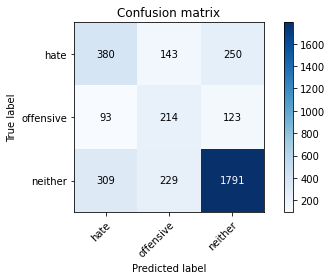 Confusion matrix
hate 380 143 250
offensive 93 214 123
neither 309 229 1791
hate offensive neither
True label
Predicted label
1600
1400
1200
1000
800
600
400
200